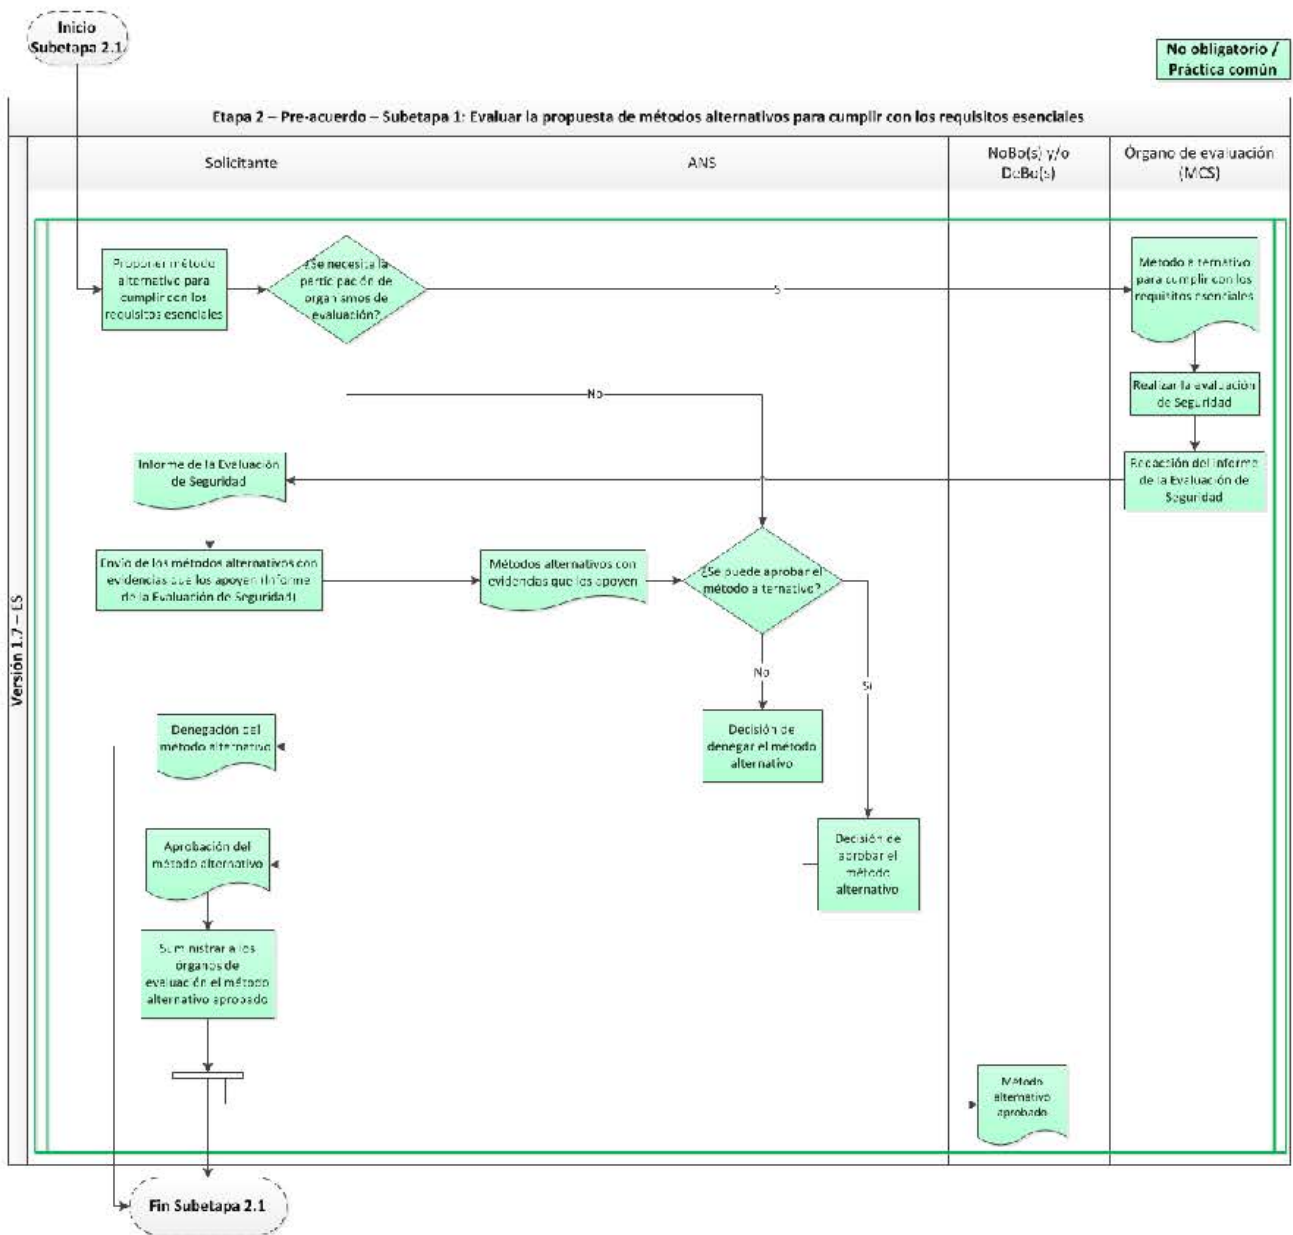 Inicio
Subetapa 2.1
No obligatorio /
Práctica común
Etapa 2 – Pre-acuerdo – Subetapa 1: Evaluar la propuesta de métodos alternativos para cumplir con los requisitos esenciales
Solicitante
ANS
NoBo(s) y/o
DeBo(s)
Órgano de evaluación
(MCS)
Versión 1.7 – ES
Proponer método
alternativo para
cumplir con los
requisitos esenciales
¿Se necesita la
participación de
organismos de
evaluación?
Sí
Método alternativo
para cumplir con los
requisitos esenciales
Realizar la evaluación
de Seguridad
No
Informe de la Evaluación
de Seguridad
Redacción del informe
de la Evaluación de
Seguridad
Envío de los métodos alternativos con
evidencias que los apoyen (Informe
de la Evaluación de Seguridad)
Métodos alternativos con
evidencias que los apoyen
¿Se puede aprobar el
método alternativo?
No
Sí
Denegación del
método alternativo
Decisión de
denegar el método
alternativo
Aprobación del
método alternativo
Decisión de
aprobar el
método
alternativo
Suministrar a los
órganos de
evaluación el método
alternativo aprobado
Método
alternativo
aprobado
Fin Subetapa 2.1